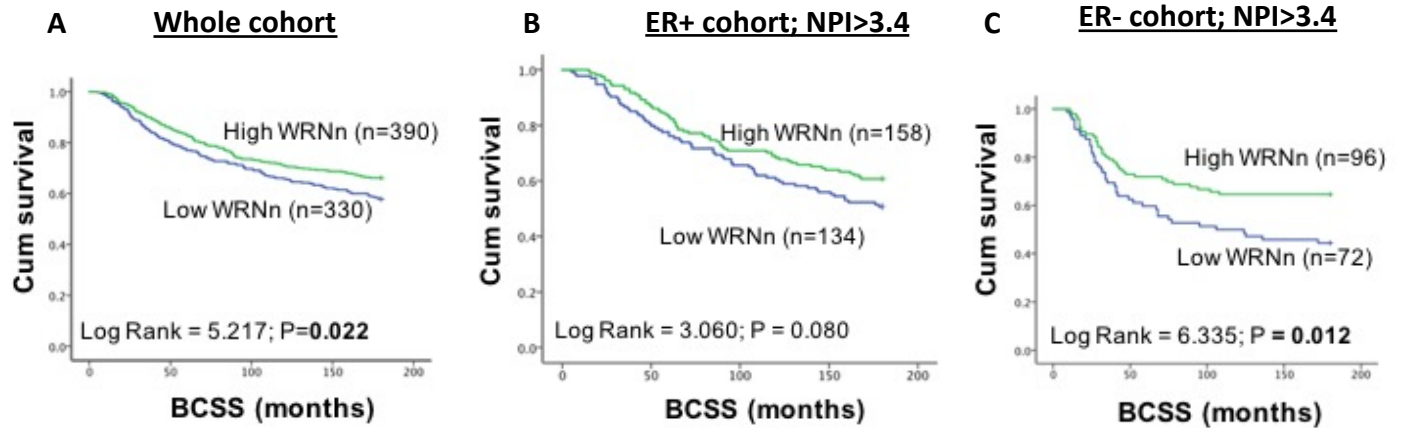 A
Whole cohort
Cum survival
1.0
0.8
0.6
0.4
0.2
0.0
High WRNn (n=390)
Low WRNn (n=330)
Log Rank = 5.217; P=0.022
0 50 100 150 200
BCSS (months)
B
ER+ cohort; NPI>3.4
Cum survival
1.0
0.8
0.6
0.4
0.2
0.0
High WRNn (n=158)
Low WRNn (n=134)
Log Rank = 3.060; P = 0.080
0 50 100 150 200
BCSS (months)
C
ER- cohort; NPI>3.4
Cum survival
1.0
0.8
0.6
0.4
0.2
0.0
High WRNn (n=96)
Low WRNn (n=72)
Log Rank = 6.335; P = 0.012
0 50 100 150 200
BCSS (months)